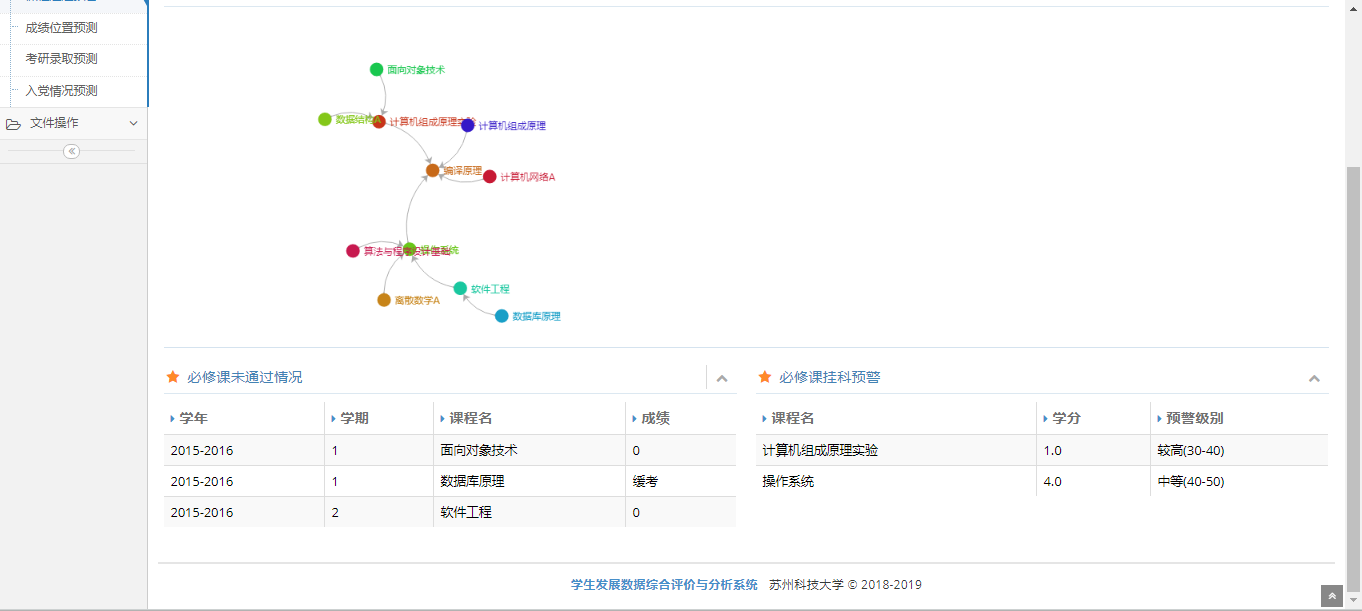 成绩位置预测
考研录取预测
入党情况预测
文件操作
面向对象技术
数据结构A
计算机组成原理实验
计算机组成原理
编译原理
计算机网络A
算法与程序设计基础
操作系统
软件工程
离散数学A
数据库原理
必修课未通过情况
学年 学期 课程名 成绩
2015-2016 1 面向对象技术 0
2015-2016 1 数据库原理 缓考
2015-2016 2 软件工程 0
必修课挂科预警
课程名 学分 预警级别
计算机组成原理实验 1.0 较高(30-40)
操作系统 4.0 中等(40-50)
学生发展数据综合评价与分析系统 苏州科技大学 © 2018-2019